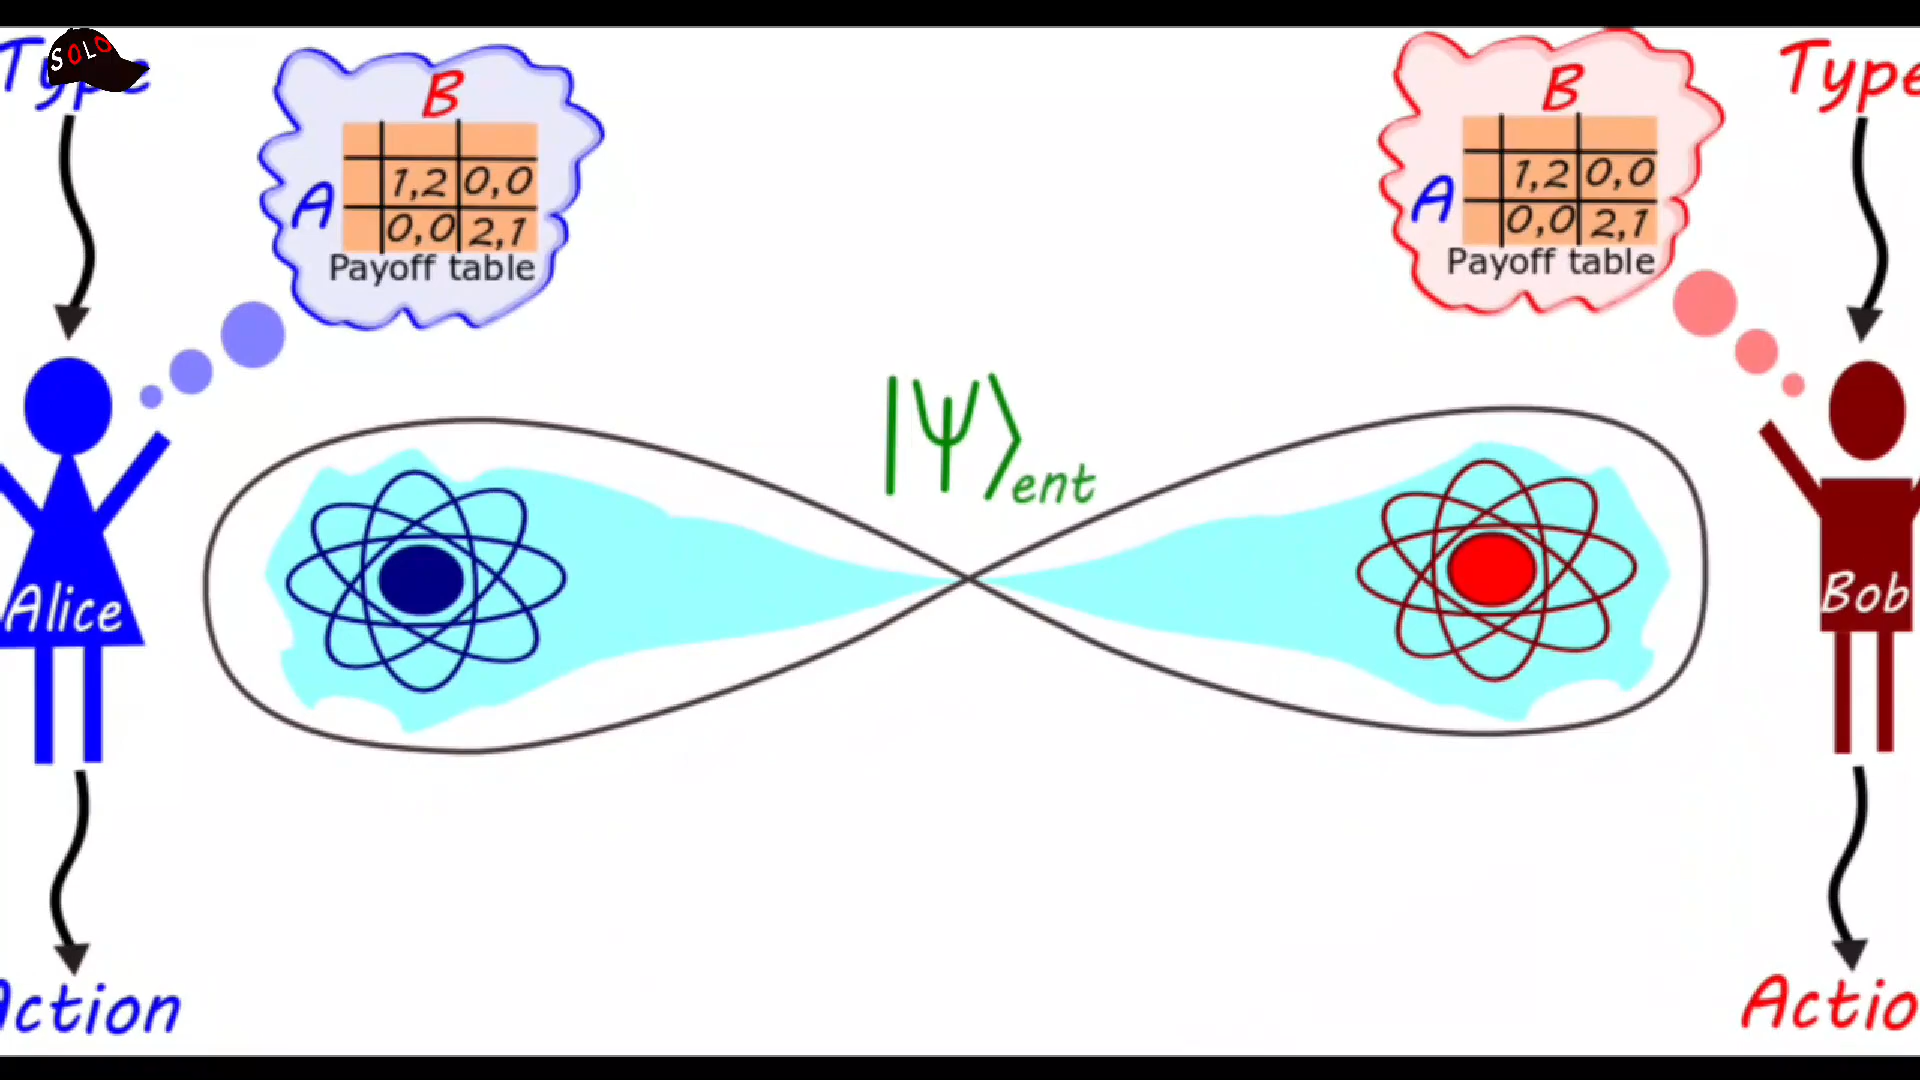 Type
SOLO
B
1,2 0,0
A
0,0 2,1
Payoff table
B
1,2 0,0
A
0,0 2,1
Payoff table
Type
|Ψ⟩ent
Alice
Bob
Action
Actio